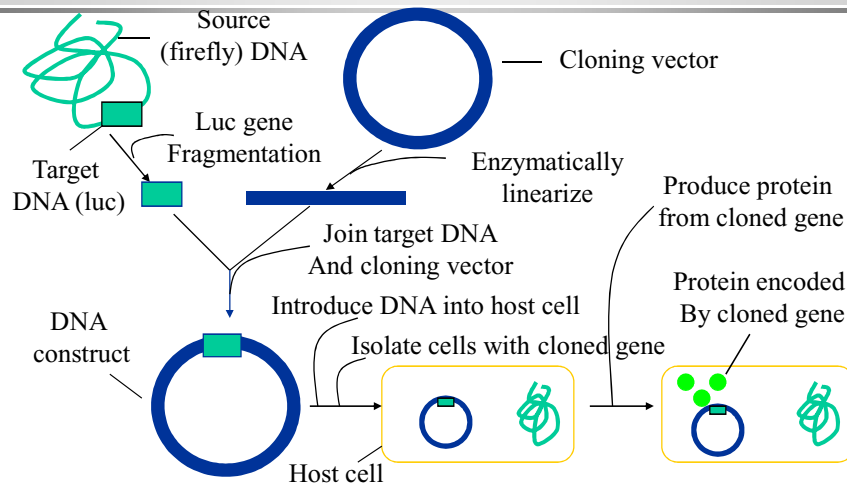 Source
(firefly) DNA
Cloning vector
Luc gene
Fragmentation
Target
DNA (luc)
Enzymatically
linearize
Produce protein
from cloned gene
Join target DNA
And cloning vector
Protein encoded
By cloned gene
Introduce DNA into host cell
DNA
construct
Isolate cells with cloned gene
Host cell